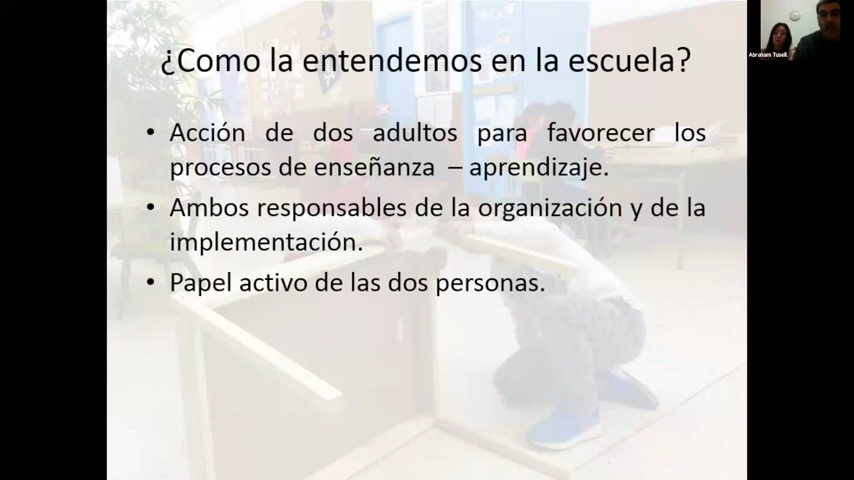 ¿Como la entendemos en la escuela?
• Acción de dos adultos para favorecer los
procesos de enseñanza – aprendizaje.
• Ambos responsables de la organización y de la
implementación.
• Papel activo de las dos personas.
Abraham Tusell